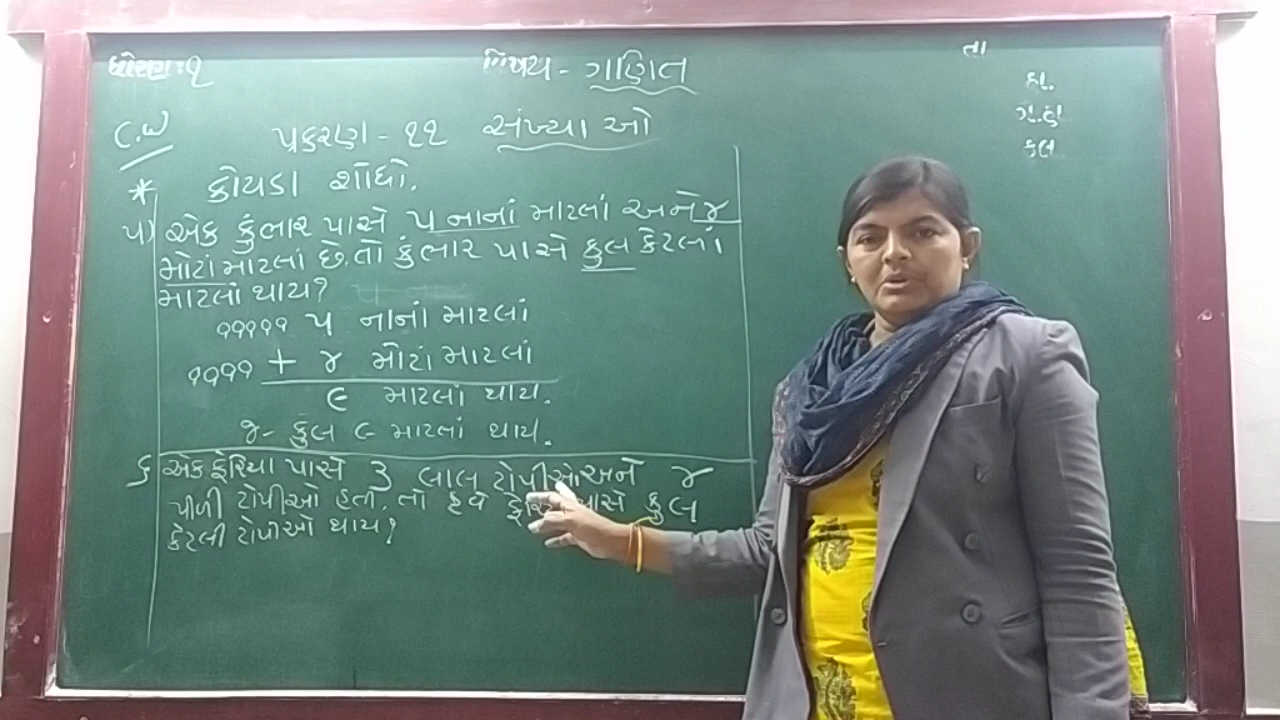 ધોરણ : ૧
વિષય - ગણિત
તા
હા.
ગે.હા
કુલ
C.W
પ્રકરણ - ૧૧ સંખ્યા ઓ
* કોયડા શોધો.
૫) એક કુંભાર પાસે ૫ નાનાં માટલાં અને ૪
મોટાં માટલાં છે. તો કુંભાર પાસે કુલ કેટલાં
માટલાં થાય?
૧૧૧૧૧ ૫ નાનાં માટલાં
૧૧૧૧ + ૪ મોટાં માટલાં
૯ માટલાં થાય.
જ- કુલ ૯ માટલાં થાય.
૬ એક ફેરિયા પાસે ૩ લાલ ટોપીઓ અને ૪
પીળી ટોપીઓ હતી. તો હવે પાસે કુલ
કેટલી ટોપીઓ થાય?